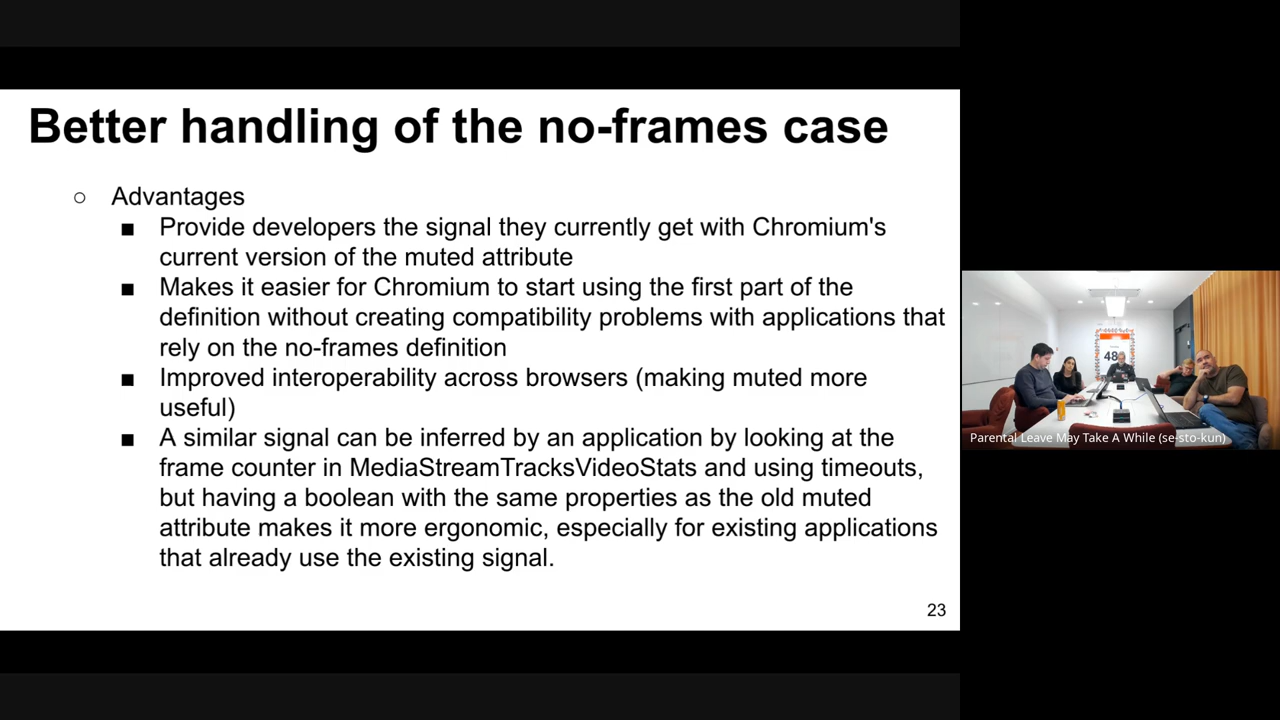 Better handling of the no-frames case
○ Advantages
■ Provide developers the signal they currently get with Chromium's
current version of the muted attribute
■ Makes it easier for Chromium to start using the first part of the
definition without creating compatibility problems with applications that
rely on the no-frames definition
■ Improved interoperability across browsers (making muted more
useful)
■ A similar signal can be inferred by an application by looking at the
frame counter in MediaStreamTracksVideoStats and using timeouts,
but having a boolean with the same properties as the old muted
attribute makes it more ergonomic, especially for existing applications
that already use the existing signal.
23
48
Parental Leave May Take A While (se-sto-kun)